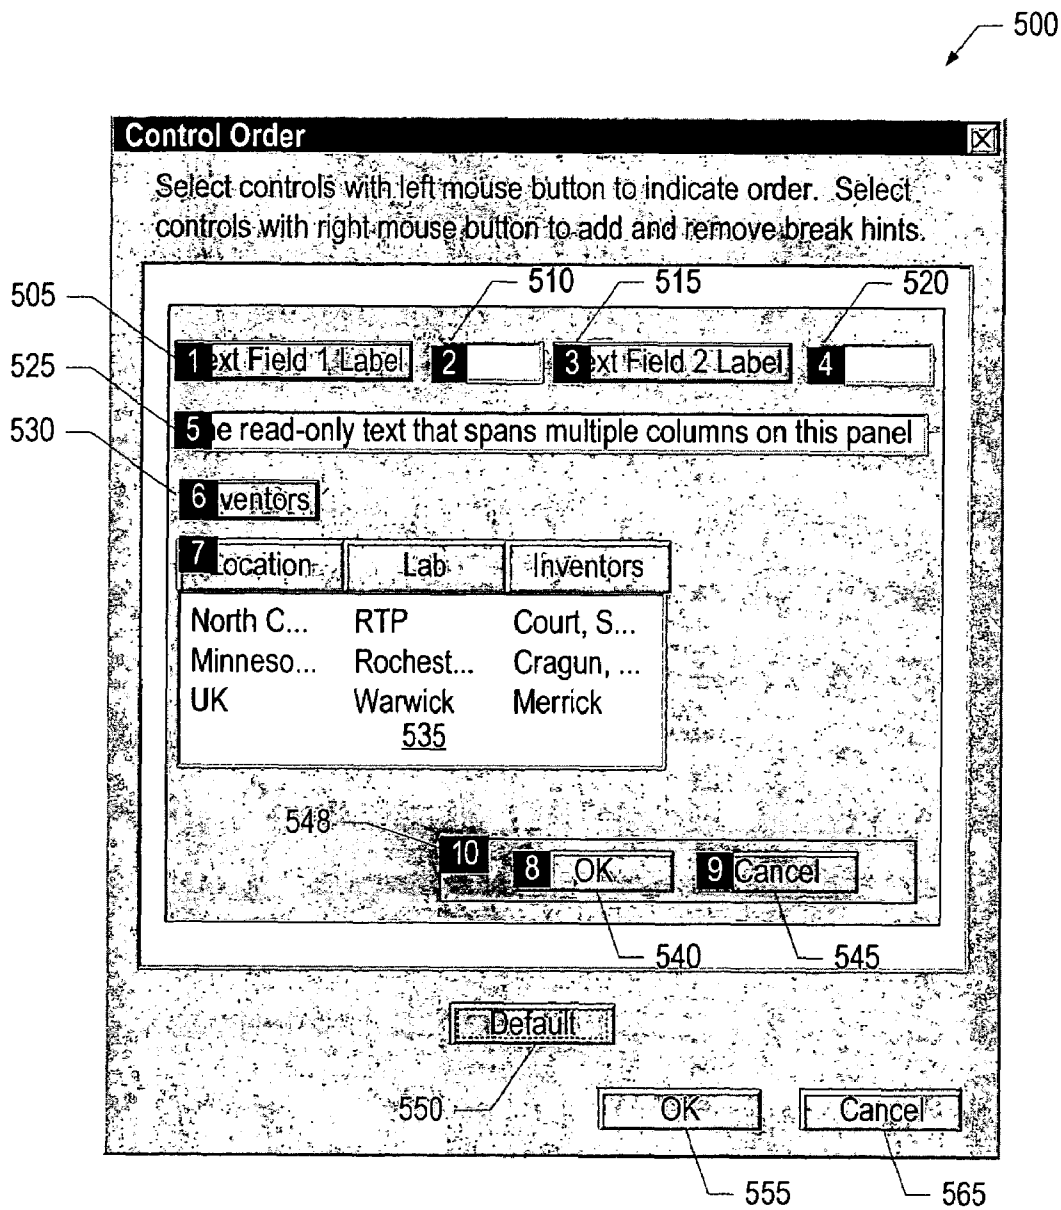 500
Control Order
Select controls with left mouse button to indicate order. Select
controls with right mouse button to add and remove break hints.
510 515 520
505
1 ext Field 1 Label 2 3 ext Field 2 Label 4
525
5 e read-only text that spans multiple columns on this panel
530
6 ventors
7 Location Lab Inventors
North C... RTP Court, S...
Minneso... Rochest... Cragun, ...
UK Warwick Merrick
535
548
10 8 OK 9 Cancel
540 545
Default
550
OK Cancel
555 565